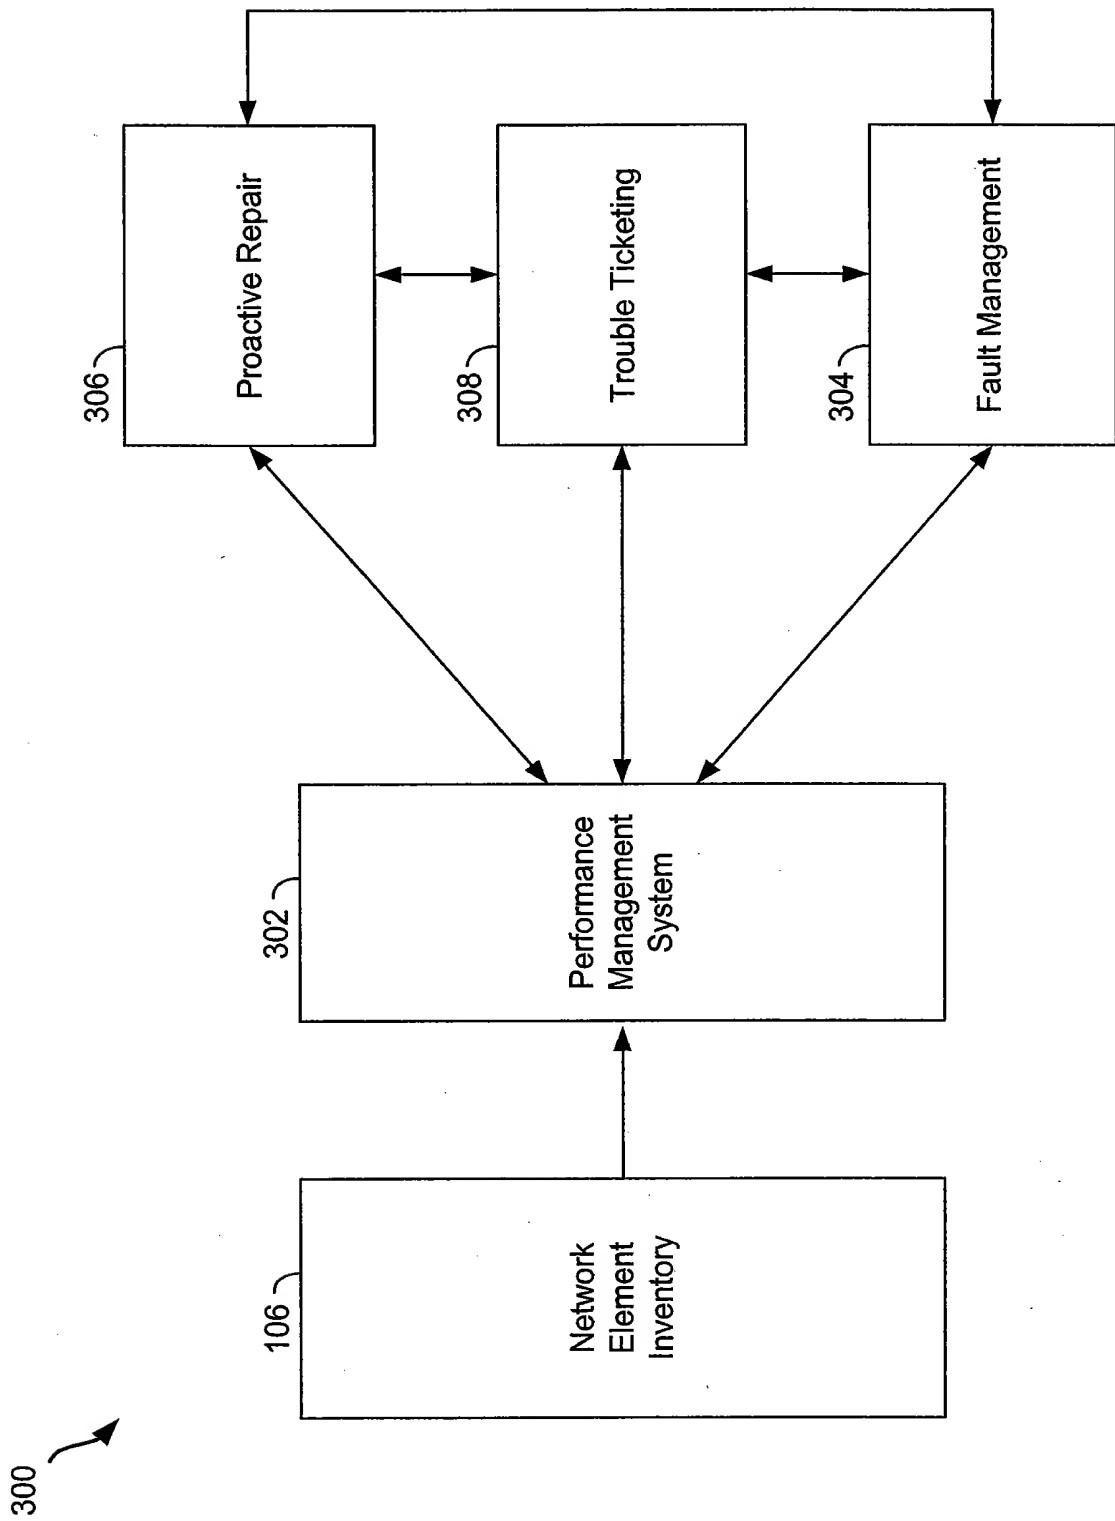 300
106
Network
Element
Inventory
302
Performance
Management
System
306
Proactive Repair
308
Trouble Ticketing
304
Fault Management